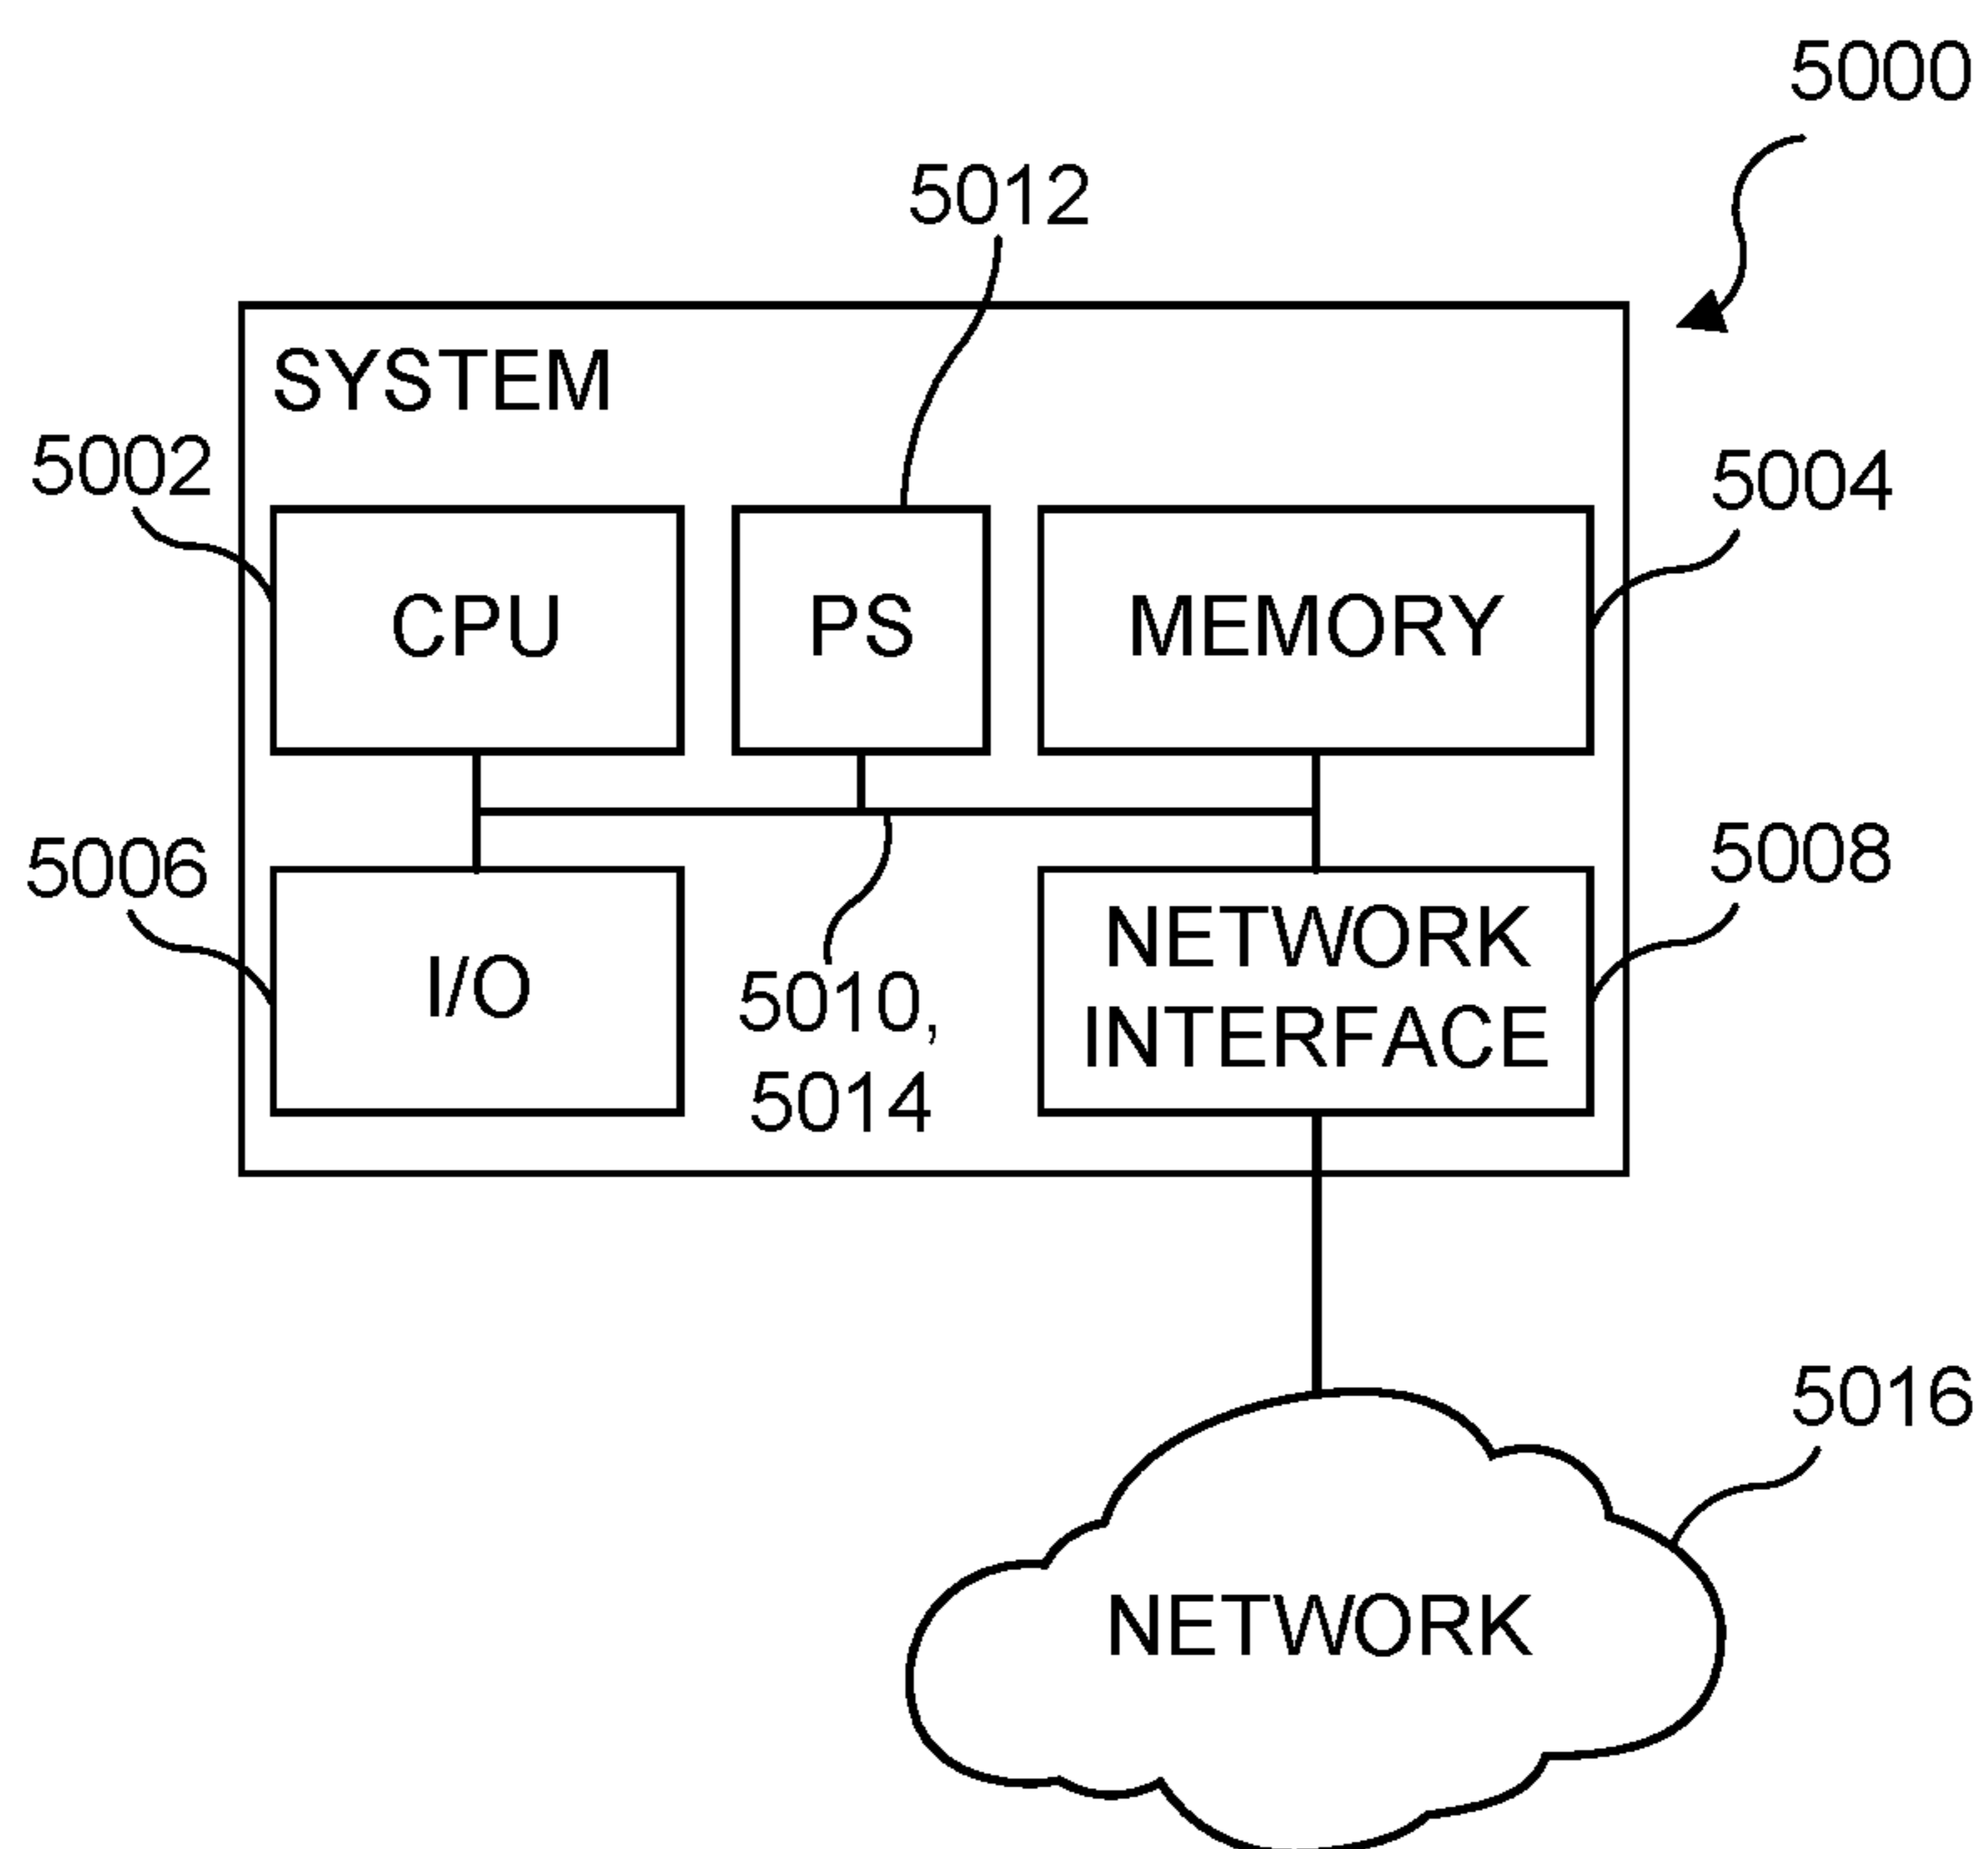 5000
5012
SYSTEM
5002
5004
CPU
PS
MEMORY
5006
5008
I/O
NETWORK
INTERFACE
5010,
5014
5016
NETWORK